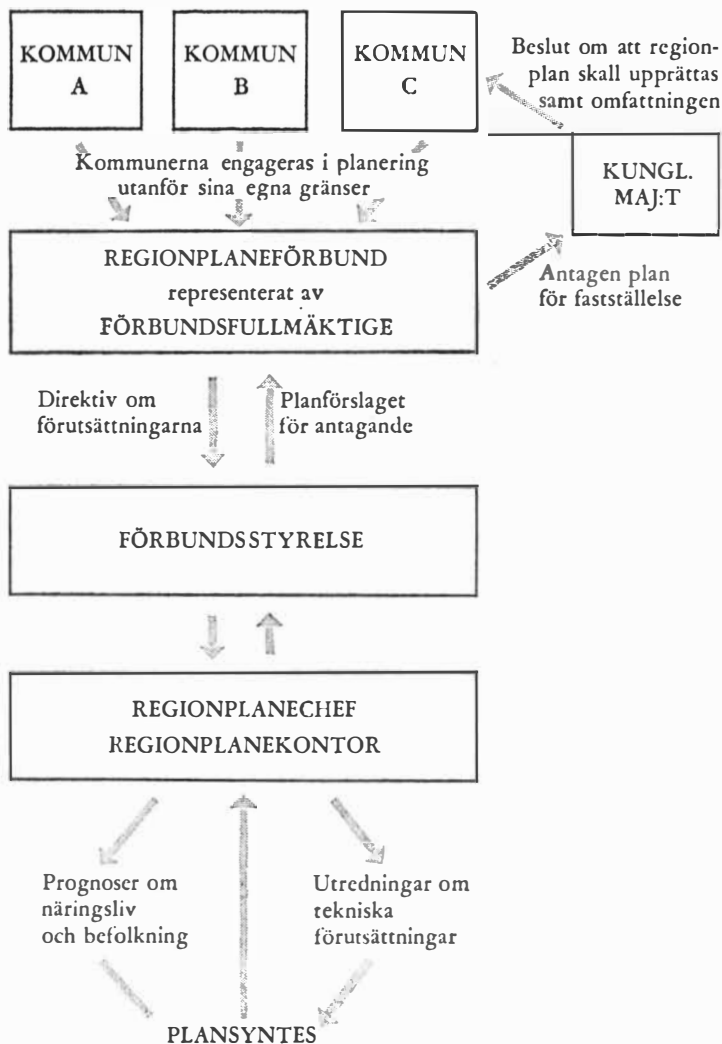 KOMMUN
A
KOMMUN
B
KOMMUN
C
Beslut om att region-
plan skall upprättas
samt omfattningen
Kommunerna engageras i planering
utanför sina egna gränser
KUNGL.
MAJ:T
REGIONPLANEFÖRBUND
representerat av
FÖRBUNDSFULLMÄKTIGE
Antagen plan
för fastställelse
Direktiv om
förutsättningarna
Planförslaget
för antagande
FÖRBUNDSSTYRELSE
REGIONPLANECHEF
REGIONPLANEKONTOR
Prognoser om
näringsliv
och befolkning
Utredningar om
tekniska
förutsättningar
PLANSYNTES